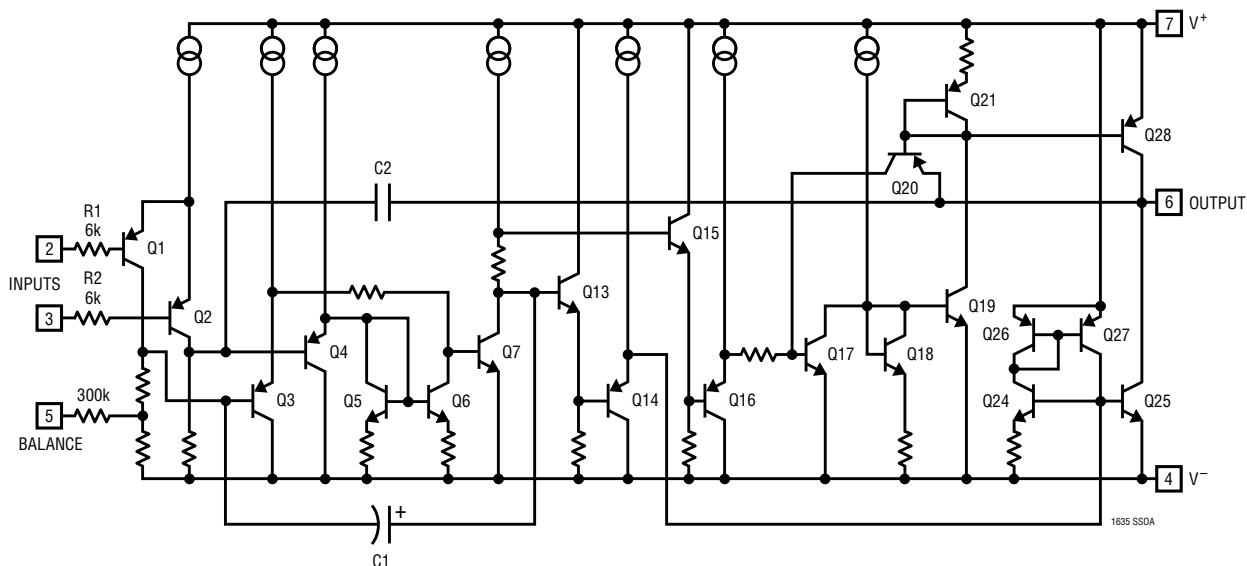 7 V+
Q21
Q28
C2
Q20
6 OUTPUT
R1
6k
Q15
2
Q1
INPUTS
R2
6k
Q13
3
Q2
Q19
Q26
Q27
Q4
Q7
Q17
Q18
300k
Q3
Q5
Q6
Q14
Q16
Q24
Q25
5
BALANCE
4 V−
+
1635 SSOA
C1